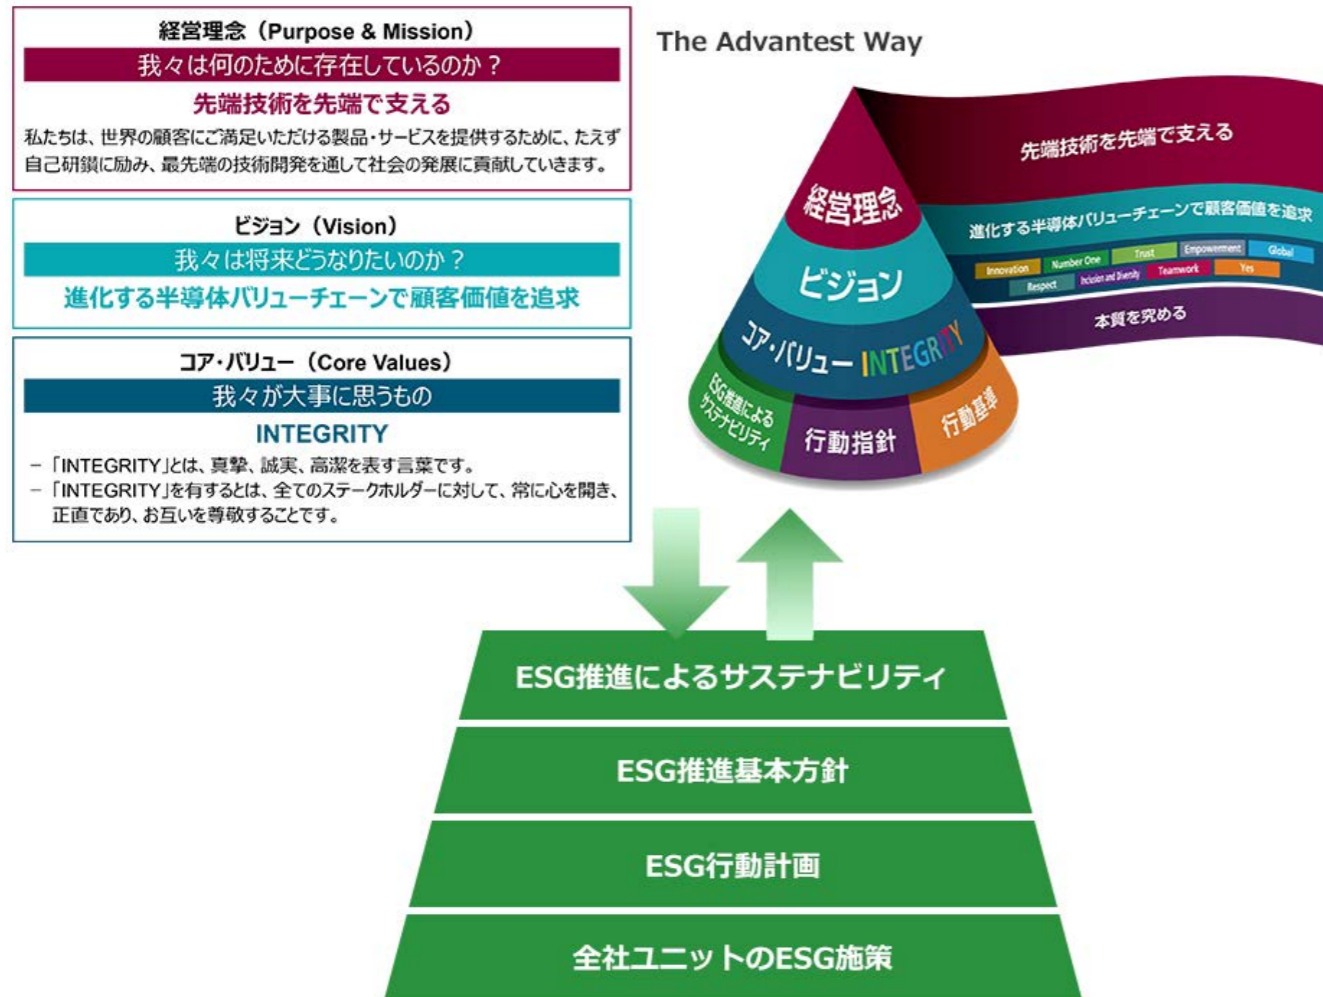 経営理念（Purpose & Mission）
我々は何のために存在しているのか？
先端技術を先端で支える
私たちは、世界の顧客にご満足いただける製品・サービスを提供するために、たえず
自己研鑽に励み、最先端の技術開発を通して社会の発展に貢献していきます。
ビジョン（Vision）
我々は将来どうなりたいのか？
進化する半導体バリューチェーンで顧客価値を追求
コア・バリュー（Core Values）
我々が大事に思うもの
INTEGRITY
－「INTEGRITY」とは、真摯、誠実、高潔を表す言葉です。
－「INTEGRITY」を有するとは、全てのステークホルダーに対して、常に心を開き、
正直であり、お互いを尊敬することです。
The Advantest Way
経営理念
ビジョン
コア・バリュー INTEGRITY
ESG推進による
サステナビリティ
行動指針
行動基準
先端技術を先端で支える
進化する半導体バリューチェーンで顧客価値を追求
Innovation Number One Trust Empowerment Global
Respect Inclusion and Diversity Teamwork Yes
本質を究める
ESG推進によるサステナビリティ
ESG推進基本方針
ESG行動計画
全社ユニットのESG施策